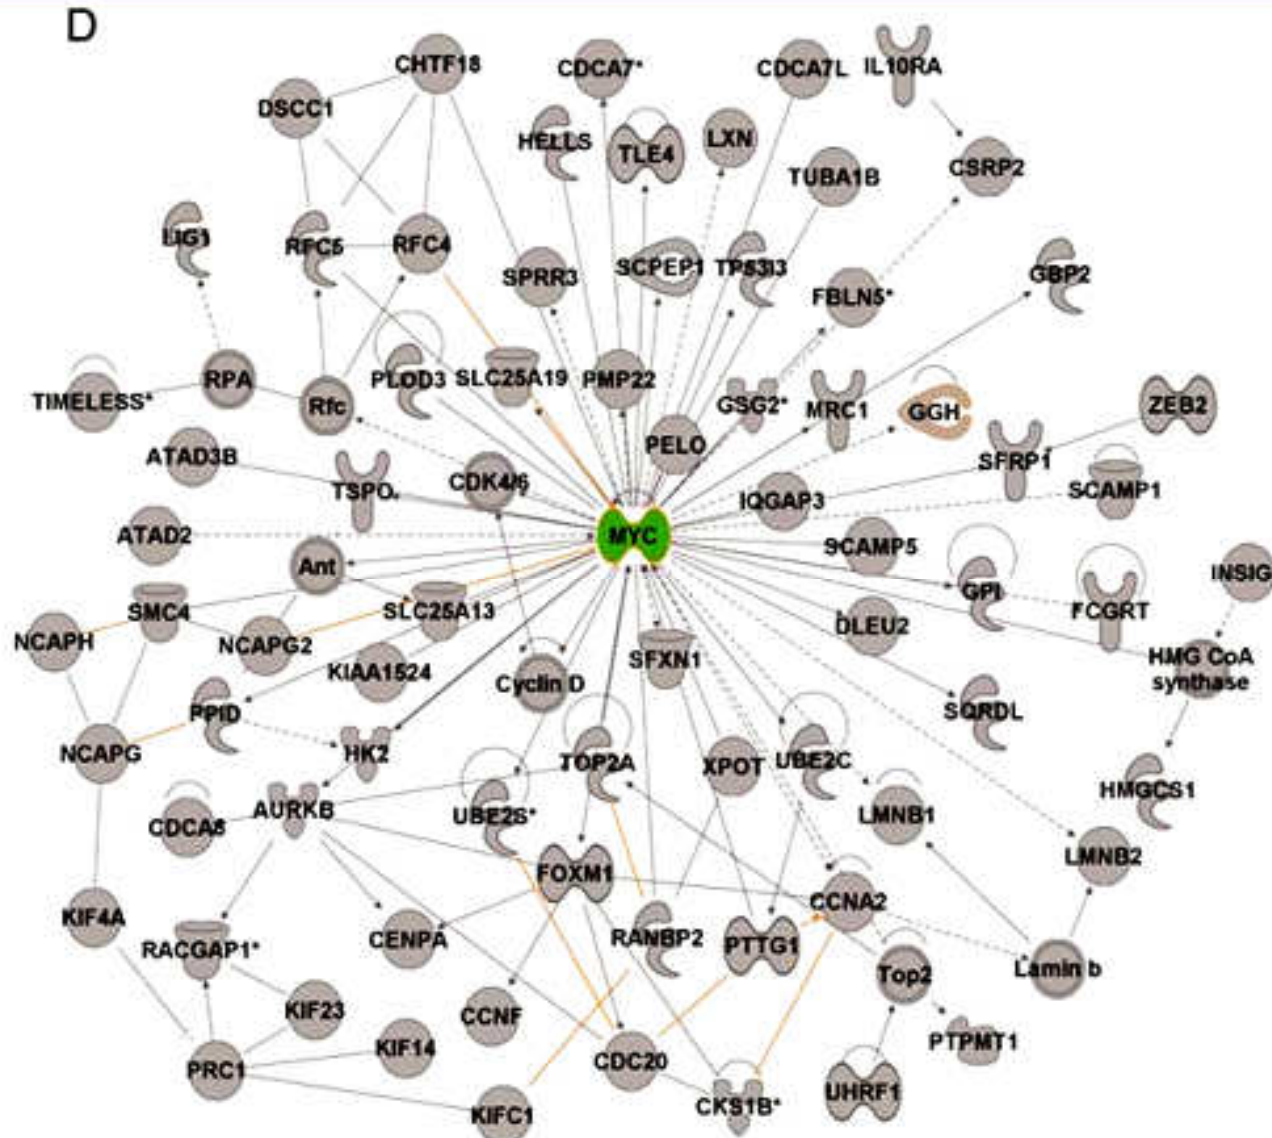 D
CHTF18
CDCA7*
CDCA7L
IL10RA
DSCC1
HELLS
TLE4
LXN
TUBA1B
CSRP2
LIG1
RFC5
RFC4
SPRR3
SCPEP1
TP53I3
FBLN5*
GBP2
TIMELESS*
RPA
Rfc
PLOD3
SLC25A19
PMP22
GSG2*
MRC1
GGH
ZEB2
ATAD3B
TSPO
CDK4/6
PELO
IQGAP3
SFRP1
SCAMP1
ATAD2
MYC
SCAMP5
Ant
GPI
FCGRT
INSIG
SMC4
SLC25A13
NCAPH
NCAPG2
KIAA1524
Cyclin D
SFXN1
DLEU2
HMG CoA
synthase
PPID
SQRDL
NCAPG
HK2
TOP2A
XPOT
UBE2C
HMGCS1
CDCA8
AURKB
UBE2S*
LMNB1
LMNB2
FOXM1
CCNA2
KIF4A
RACGAP1*
CENPA
RANBP2
PTTG1
Top2
Lamin b
KIF23
CCNF
KIF14
CDC20
PTPMT1
PRC1
KIFC1
CKS1B*
UHRF1